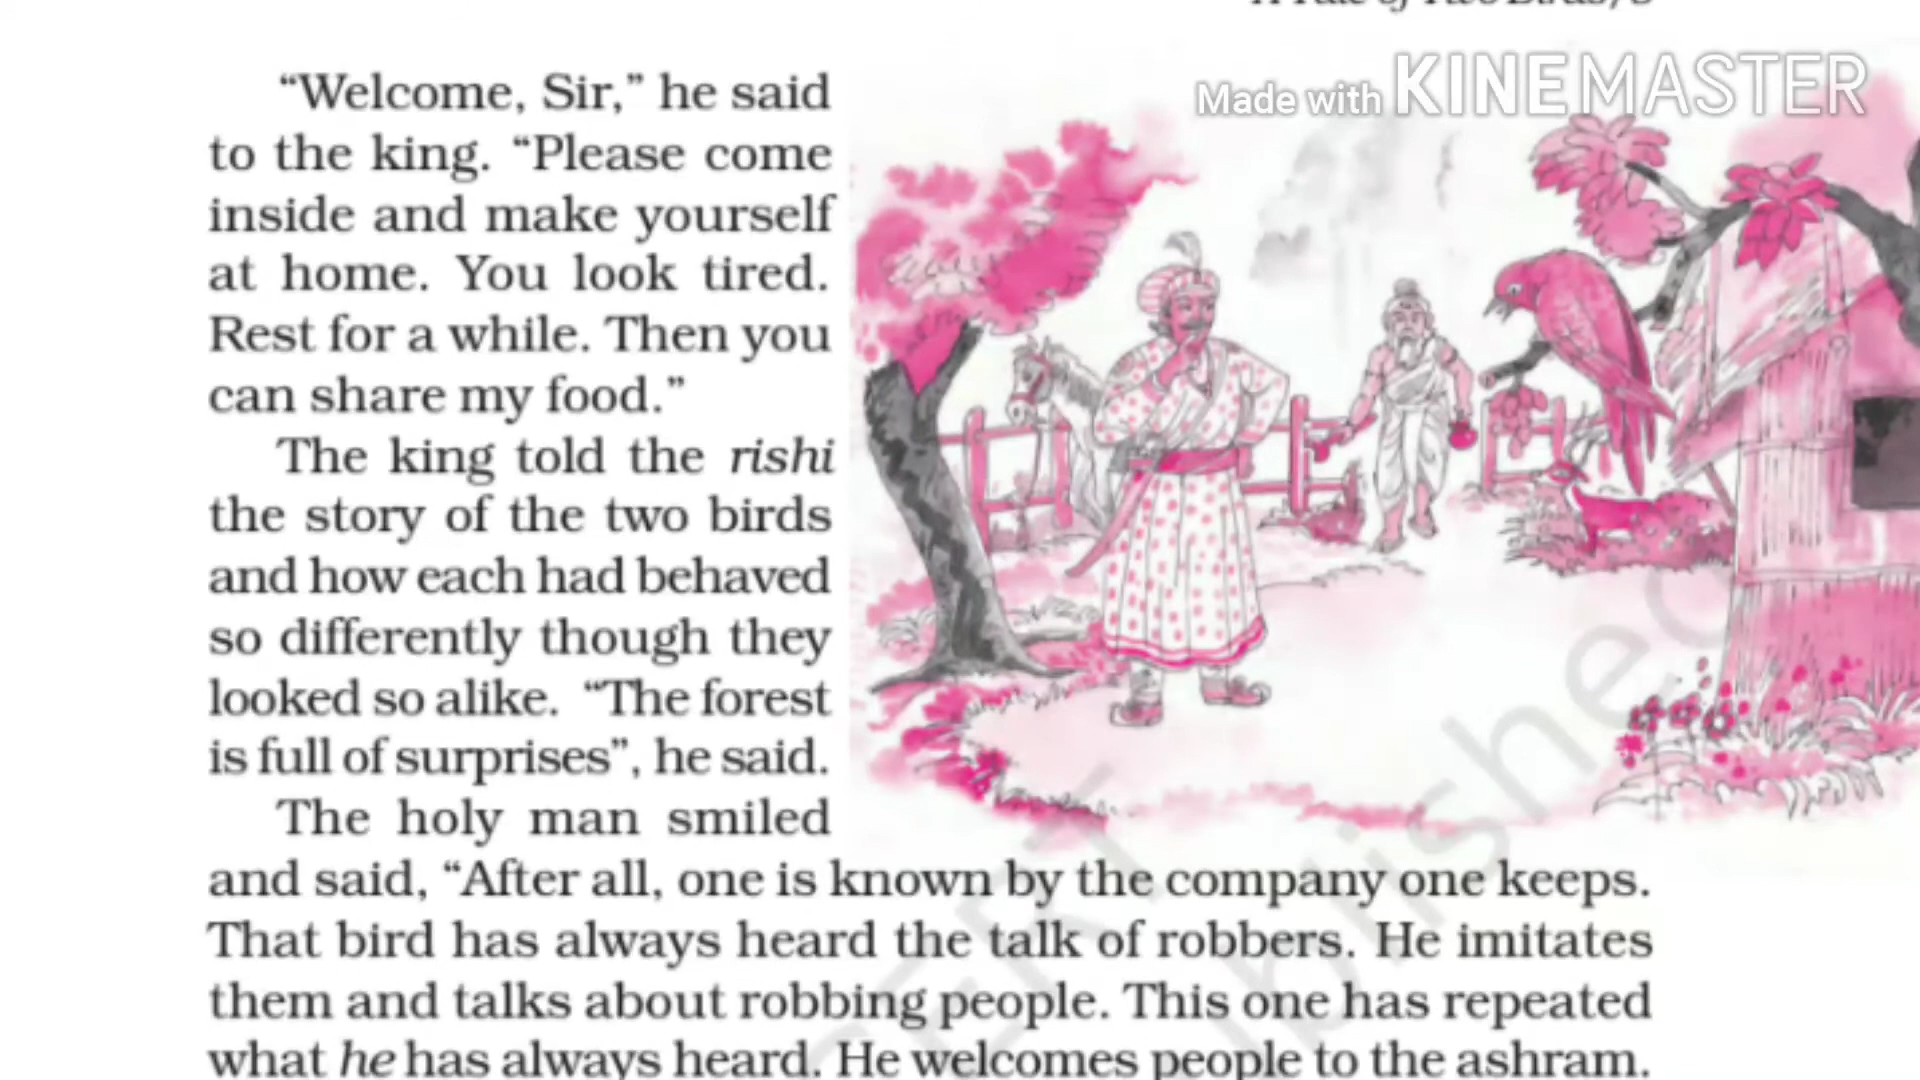 A Tale of Two Birds/3
Made with KINEMASTER
“Welcome, Sir,” he said
to the king. “Please come
inside and make yourself
at home. You look tired.
Rest for a while. Then you
can share my food.”
The king told the rishi
the story of the two birds
and how each had behaved
so differently though they
looked so alike. “The forest
is full of surprises”, he said.
The holy man smiled
and said, “After all, one is known by the company one keeps.
That bird has always heard the talk of robbers. He imitates
them and talks about robbing people. This one has repeated
what he has always heard. He welcomes people to the ashram.